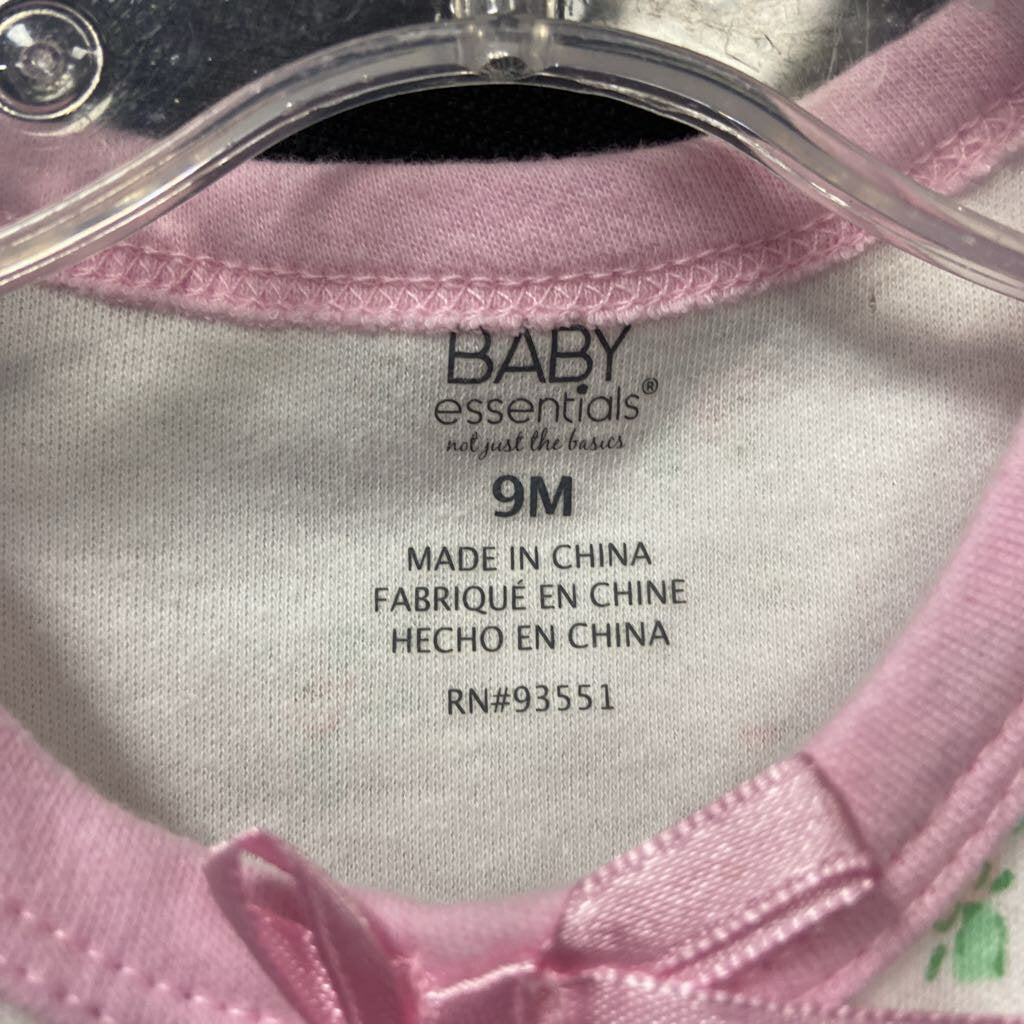 BABY
essentials®
not just the basics
9M
MADE IN CHINA
FABRIQUÉ EN CHINE
HECHO EN CHINA
RN#93551